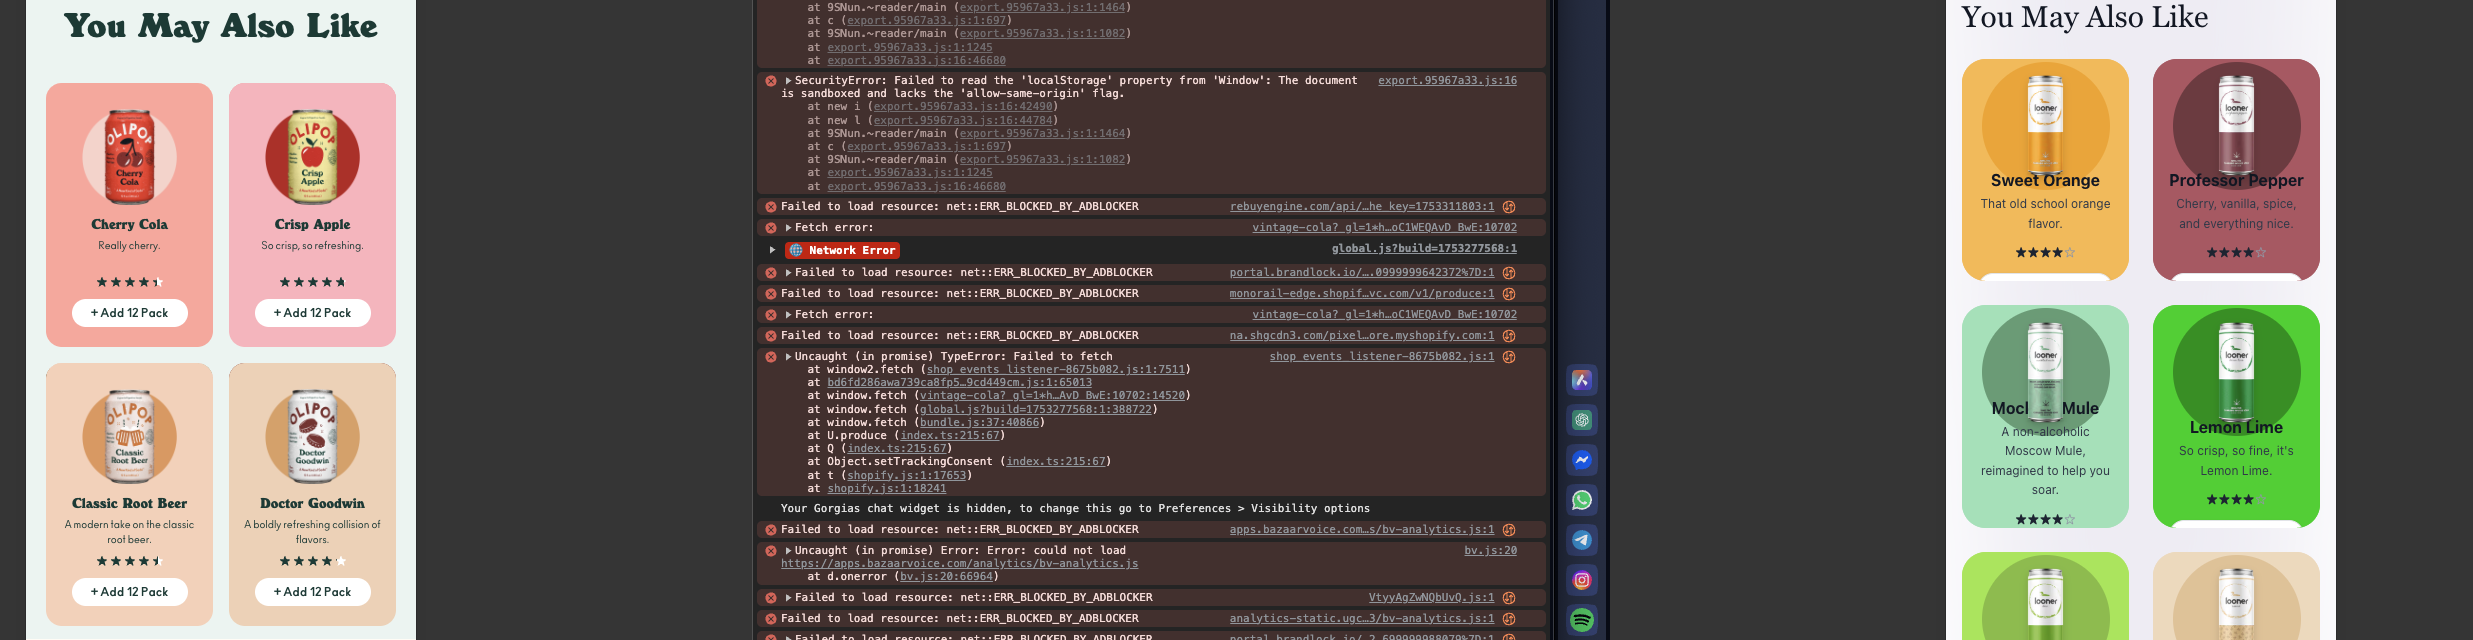 You May Also Like
OLIPOP
Cherry
Cola
Cherry Cola
Really cherry.
+ Add 12 Pack
OLIPOP
Crisp
Apple
Crisp Apple
So crisp, so refreshing.
+ Add 12 Pack
OLIPOP
Classic
Root Beer
Classic Root Beer
A modern take on the classic
root beer.
+ Add 12 Pack
OLIPOP
Doctor
Goodwin
Doctor Goodwin
A boldly refreshing collision of
flavors.
+ Add 12 Pack
at 9SNun.~reader/main (export.95967a33.js:1:1464)
at c (export.95967a33.js:1:697)
at 9SNun.~reader/main (export.95967a33.js:1:1082)
at export.95967a33.js:1:1245
at export.95967a33.js:16:46680
SecurityError: Failed to read the 'localStorage' property from 'Window': The document export.95967a33.js:16
is sandboxed and lacks the 'allow-same-origin' flag.
at new i (export.95967a33.js:16:42490)
at new l (export.95967a33.js:16:44784)
at 9SNun.~reader/main (export.95967a33.js:1:1464)
at c (export.95967a33.js:1:697)
at 9SNun.~reader/main (export.95967a33.js:1:1082)
at export.95967a33.js:1:1245
at export.95967a33.js:16:46680
Failed to load resource: net::ERR_BLOCKED_BY_ADBLOCKER rebuyengine.com/api/…he_key=1753311803:1
Fetch error: vintage-cola?_gl=1*h…oC1WEQAvD_BwE:10702
Network Error global.js?build=1753277568:1
Failed to load resource: net::ERR_BLOCKED_BY_ADBLOCKER portal.brandlock.io/….0999999642372%7D:1
Failed to load resource: net::ERR_BLOCKED_BY_ADBLOCKER monorail-edge.shopif…vc.com/v1/produce:1
Fetch error: vintage-cola?_gl=1*h…oC1WEQAvD_BwE:10702
Failed to load resource: net::ERR_BLOCKED_BY_ADBLOCKER na.shgcdn3.com/pixel…ore.myshopify.com:1
Uncaught (in promise) TypeError: Failed to fetch shop_events_listener-8675b082.js:1
at window2.fetch (shop_events_listener-8675b082.js:1:7511)
at bd6fd286awa739ca8fp5…9cd449cm.js:1:65013
at window.fetch (vintage-cola?_gl=1*h…AvD_BwE:10702:14520)
at window.fetch (global.js?build=1753277568:1:388722)
at window.fetch (bundle.js:37:40866)
at U.produce (index.ts:215:67)
at Q (index.ts:215:67)
at Object.setTrackingConsent (index.ts:215:67)
at t (shopify.js:1:17653)
at shopify.js:1:18241
Your Gorgias chat widget is hidden, to change this go to Preferences > Visibility options
Failed to load resource: net::ERR_BLOCKED_BY_ADBLOCKER apps.bazaarvoice.com…s/bv-analytics.js:1
Uncaught (in promise) Error: Error: could not load bv.js:20
https://apps.bazaarvoice.com/analytics/bv-analytics.js
at d.onerror (bv.js:20:66964)
Failed to load resource: net::ERR_BLOCKED_BY_ADBLOCKER VtyyAgZwNQbUvQ.js:1
Failed to load resource: net::ERR_BLOCKED_BY_ADBLOCKER analytics-static.ugc…3/bv-analytics.js:1
Failed to load resource: net::ERR_BLOCKED_BY_ADBLOCKER portal.brandlock.io/….2.699999988079%7D:1
You May Also Like
looner
Sweet Orange
That old school orange
flavor.
looner
Professor Pepper
Cherry, vanilla, spice,
and everything nice.
looner
Mule
A non-alcoholic
Moscow Mule,
reimagined to help you
soar.
looner
Lemon Lime
So crisp, so fine, it's
Lemon Lime.
looner
looner